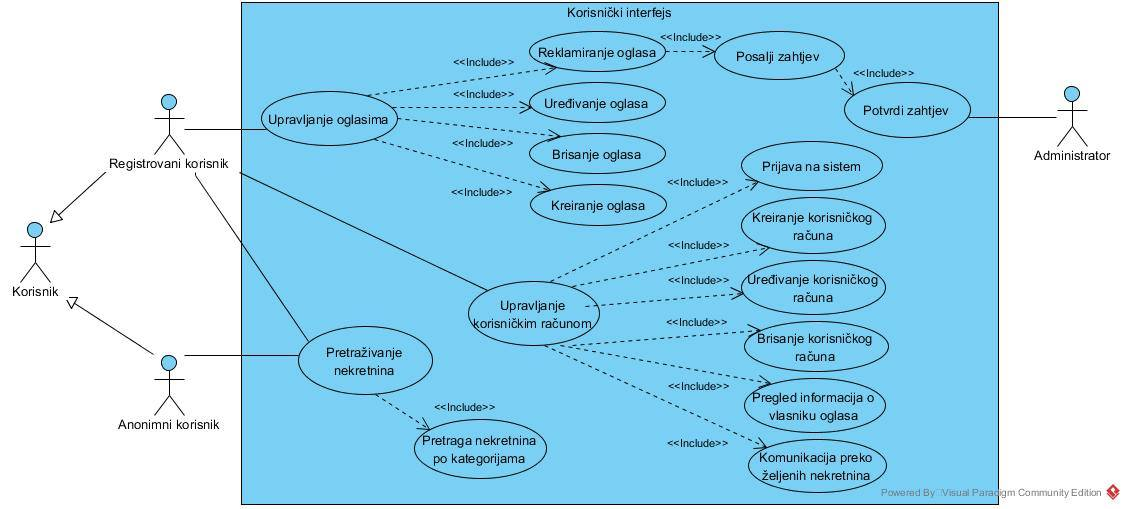 Korisnički interfejs
<<Include>>
Reklamiranje oglasa
Posalji zahtjev
<<Include>>
<<Include>>
<<Include>>
Uređivanje oglasa
Potvrdi zahtjev
Upravljanje oglasima
<<Include>>
Brisanje oglasa
Registrovani korisnik
Administrator
Prijava na sistem
<<Include>>
<<Include>>
Kreiranje oglasa
Kreiranje korisničkog
računa
<<Include>>
Korisnik
Uređivanje korisničkog
računa
<<Include>>
Upravljanje
korisničkim računom
<<Include>>
Brisanje korisničkog
računa
Pretraživanje
nekretnina
<<Include>>
Pregled informacija o
vlasniku oglasa
<<Include>>
Anonimni korisnik
Pretraga nekretnina
po kategorijama
<<Include>>
Komunikacija preko
željenih nekretnina
Powered By Visual Paradigm Community Edition